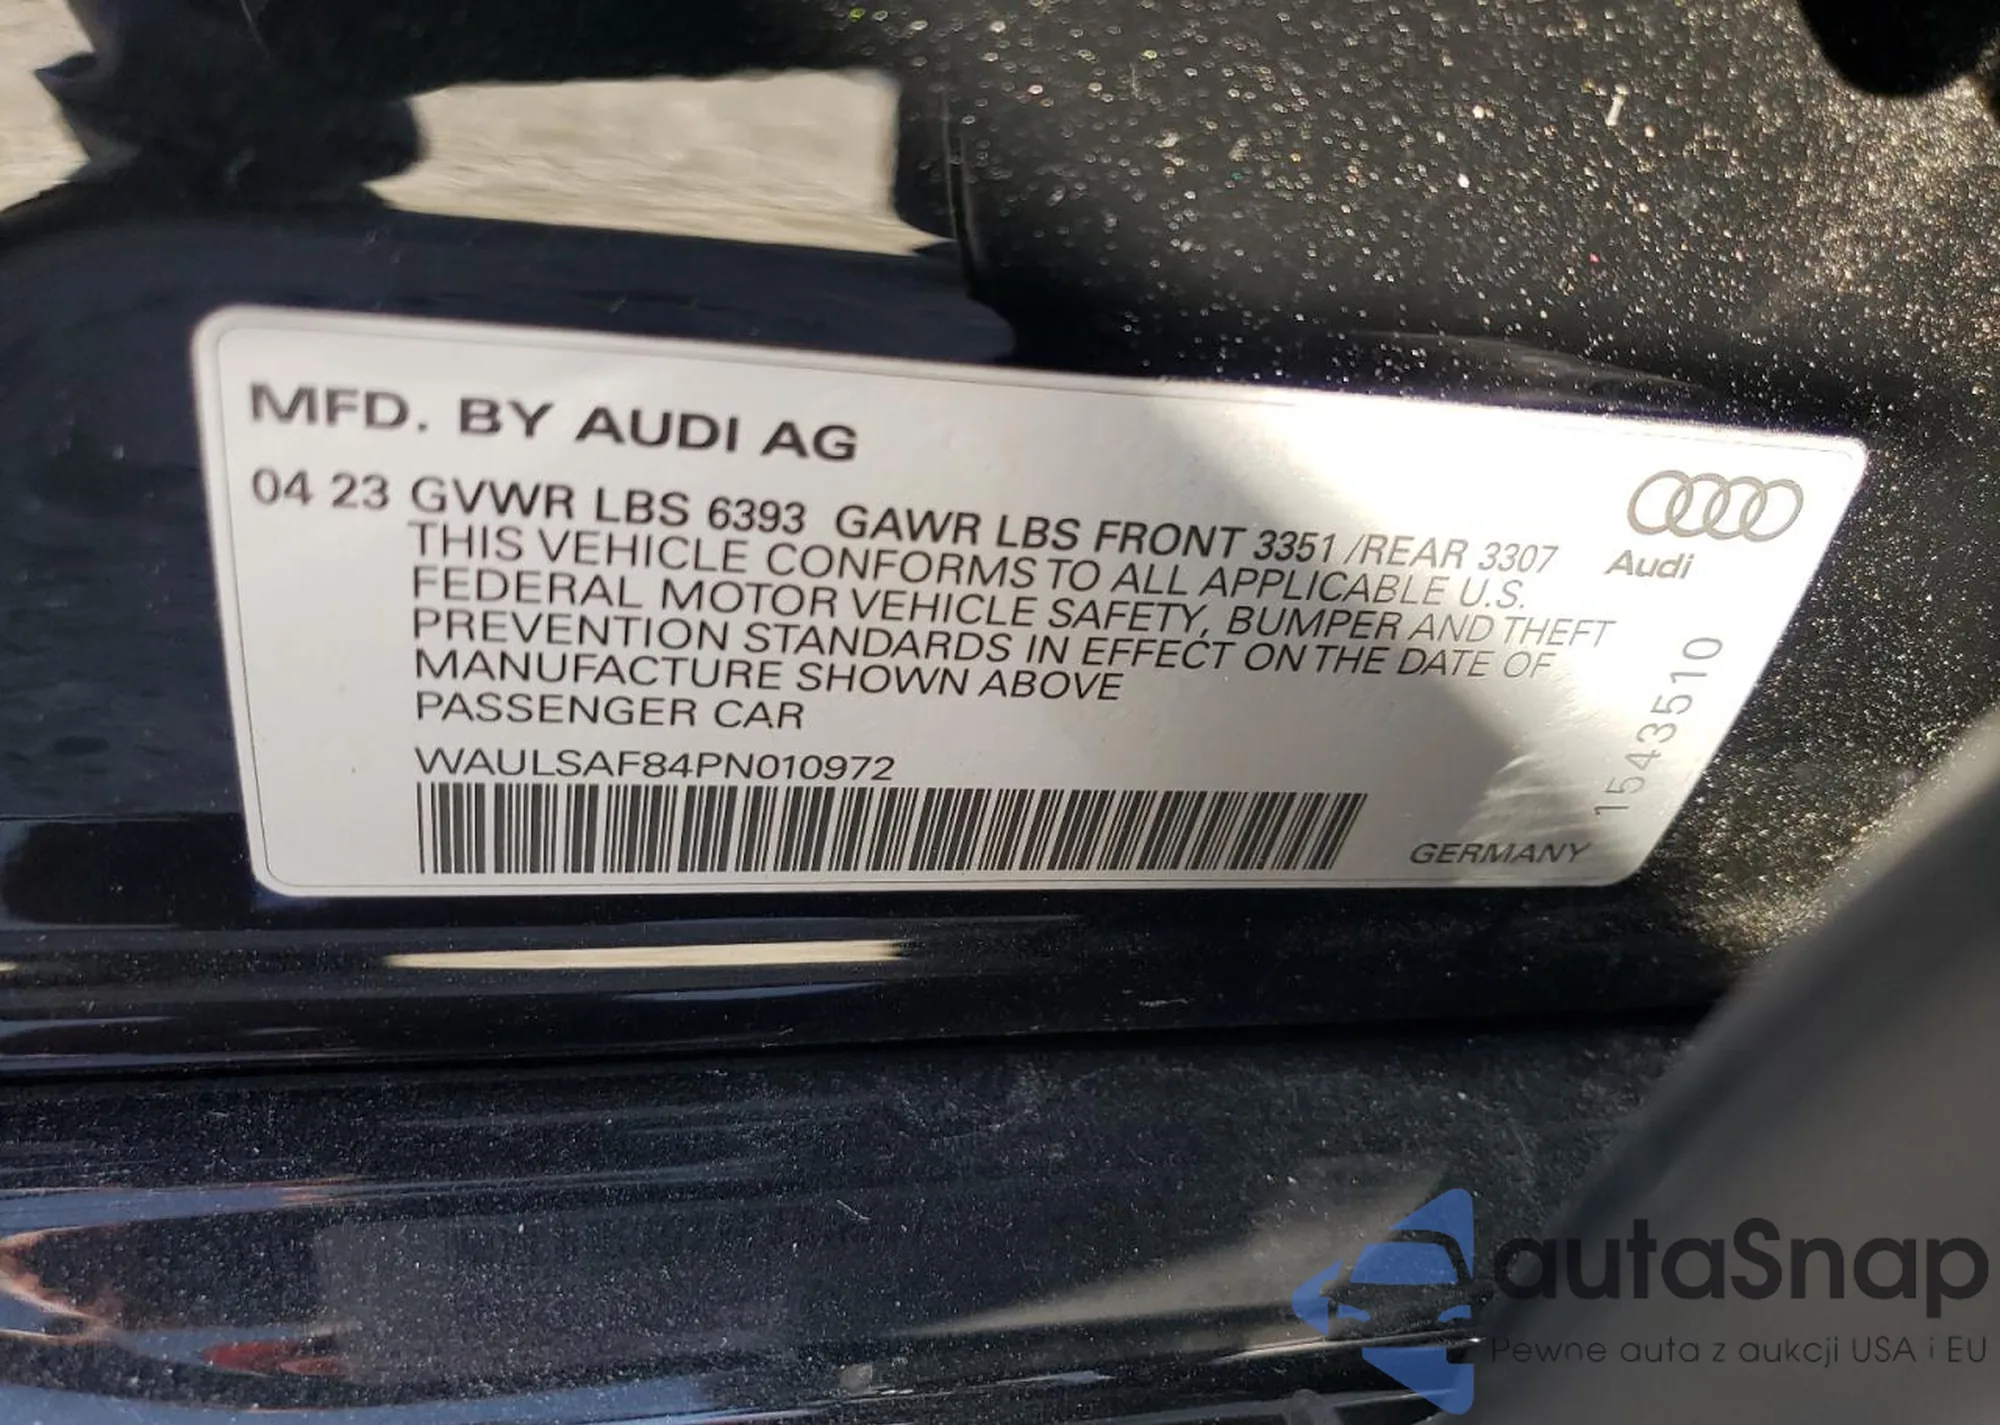 MFD. BY AUDI AG
04 23 GVWR LBS 6393 GAWR LBS FRONT 3351 /REAR 3307
THIS VEHICLE CONFORMS TO ALL APPLICABLE U.S.
FEDERAL MOTOR VEHICLE SAFETY, BUMPER AND THEFT
PREVENTION STANDARDS IN EFFECT ON THE DATE OF
MANUFACTURE SHOWN ABOVE
PASSENGER CAR
WAULSAF84PN010972
GERMANY
Audi
1543510
autaSnap
Pewne auta z aukcji USA i EU